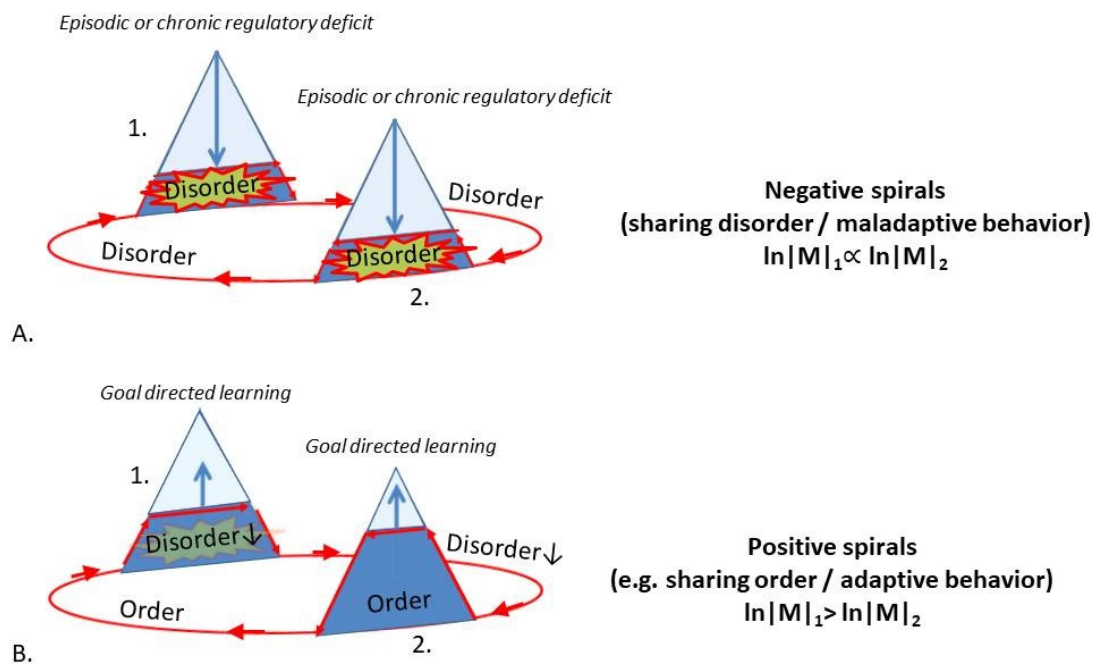 Episodic or chronic regulatory deficit
Episodic or chronic regulatory deficit
1.
Disorder
Disorder
Disorder
Disorder
2.
Negative spirals
(sharing disorder / maladaptive behavior)
ln|M|₁∝ ln|M|₂
A.
Goal directed learning
Goal directed learning
1.
Disorder↓
Disorder↓
Order
Order
2.
Positive spirals
(e.g. sharing order / adaptive behavior)
ln|M|₁> ln|M|₂
B.